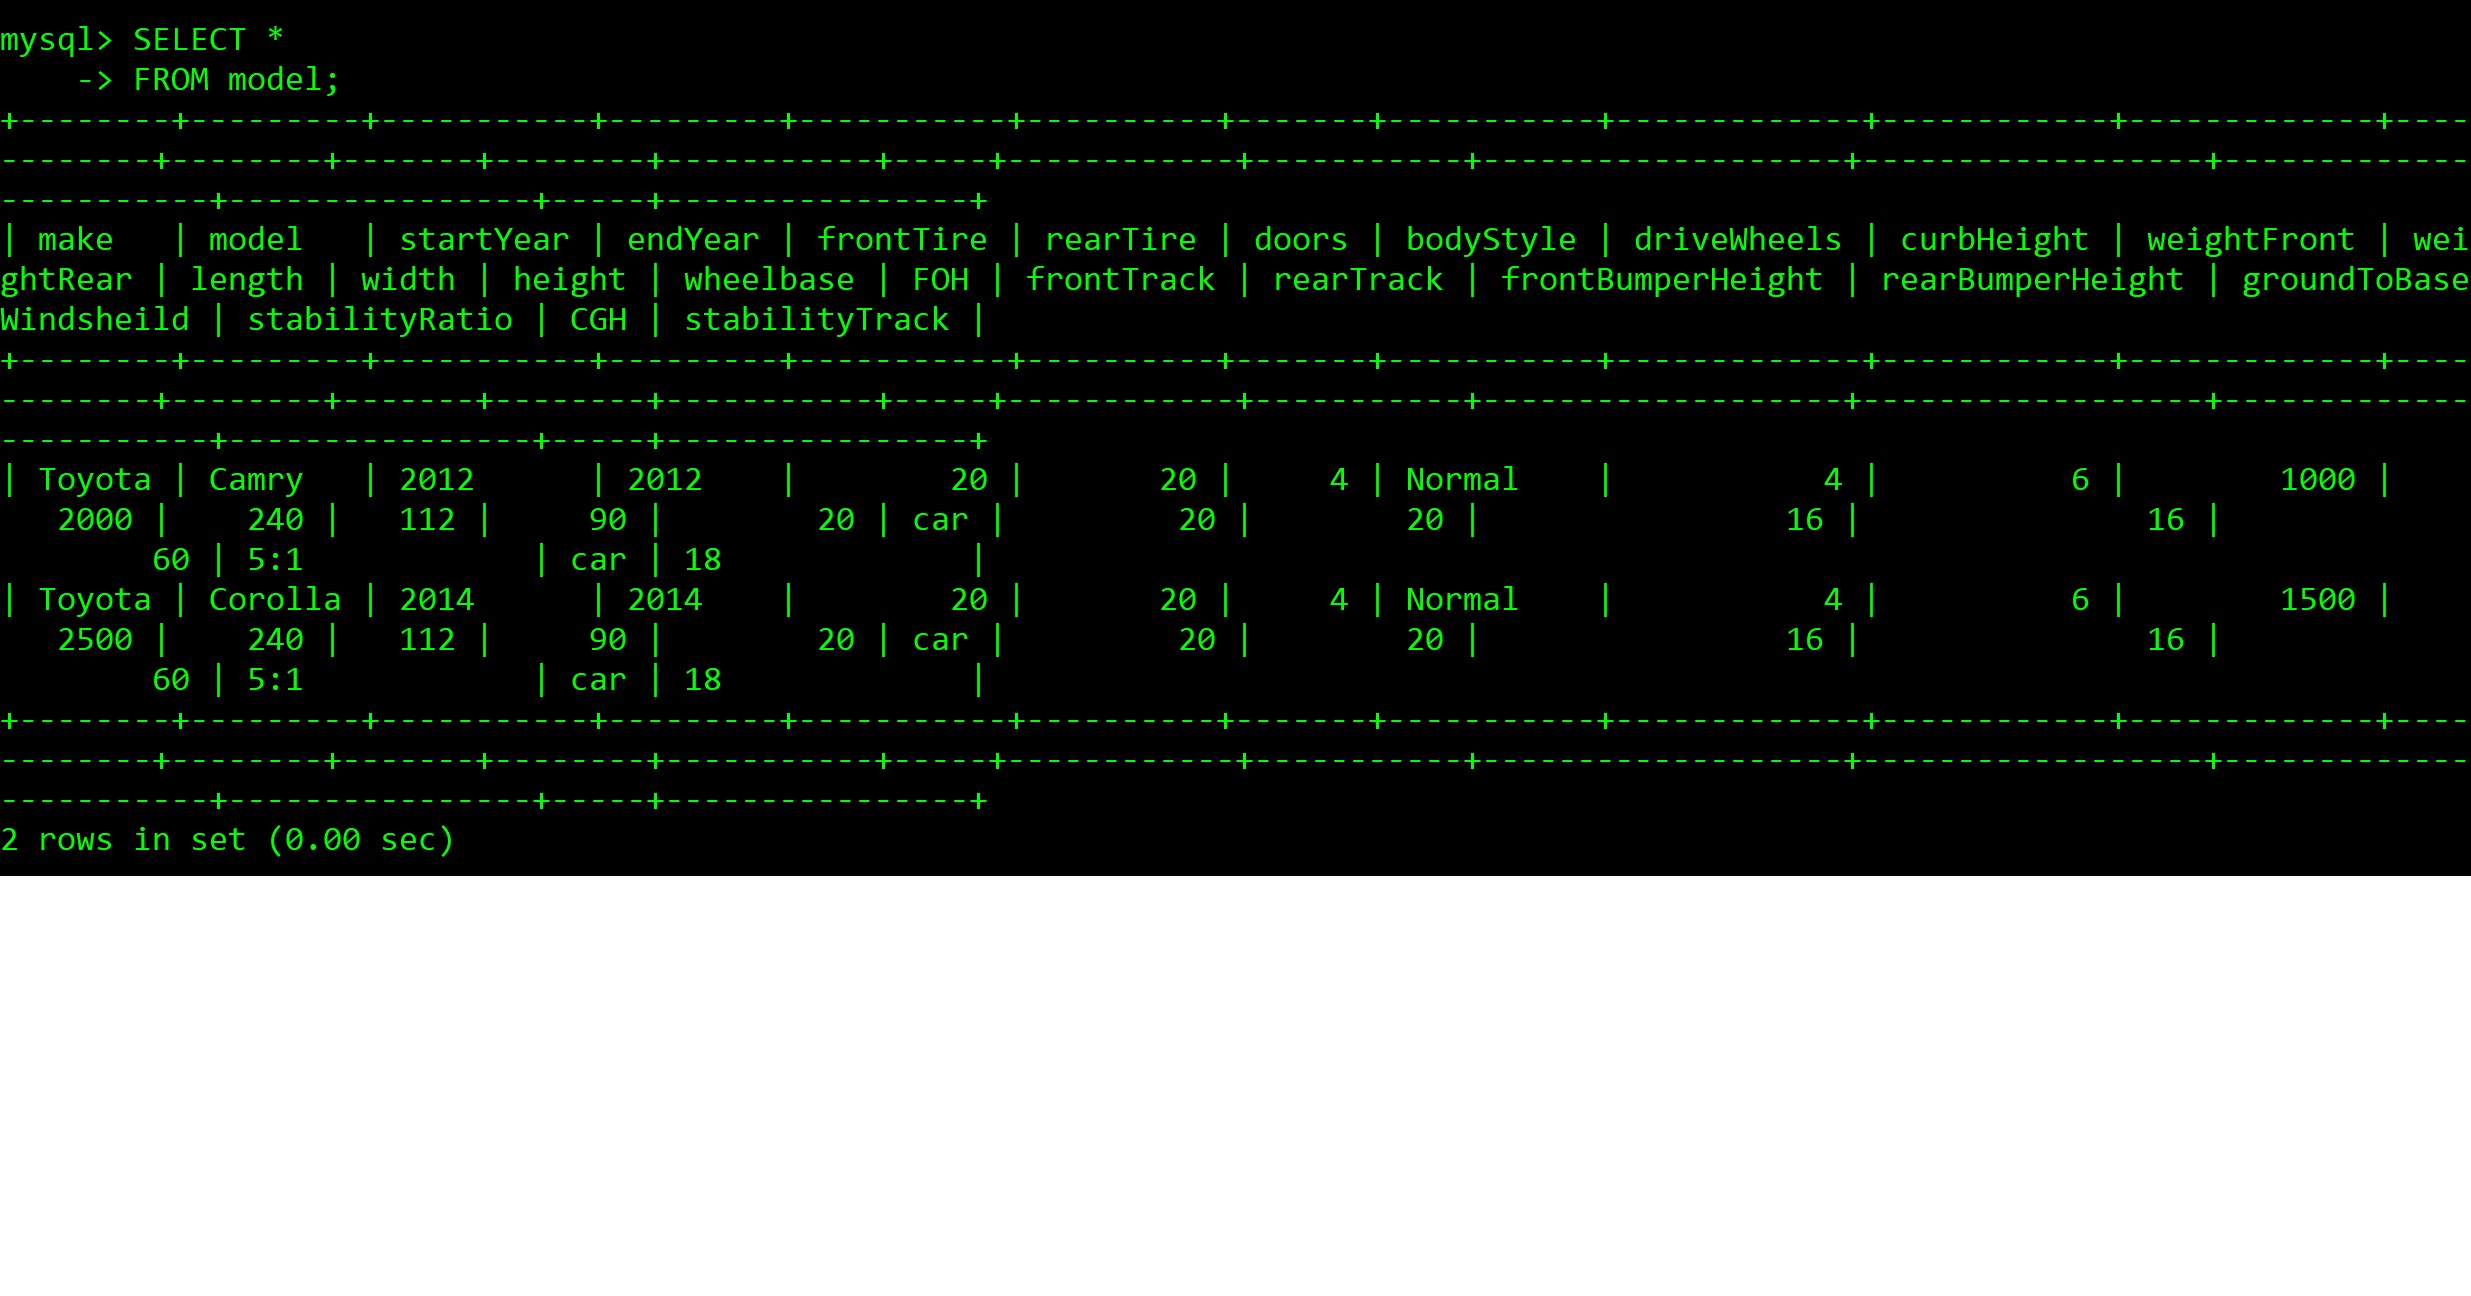 mysql> SELECT *
    -> FROM model;
+--------+---------+-----------+---------+-----------+----------+-------+-----------+-------------+------------+-------------+----
--------+--------+-------+--------+-----------+-----+------------+-----------+-------------------+------------------+-------------
-----------+----------------+-----+----------------+
| make   | model   | startYear | endYear | frontTire | rearTire | doors | bodyStyle | driveWheels | curbHeight | weightFront | wei
ghtRear | length | width | height | wheelbase | FOH | frontTrack | rearTrack | frontBumperHeight | rearBumperHeight | groundToBase
Windsheild | stabilityRatio | CGH | stabilityTrack |
+--------+---------+-----------+---------+-----------+----------+-------+-----------+-------------+------------+-------------+----
--------+--------+-------+--------+-----------+-----+------------+-----------+-------------------+------------------+-------------
-----------+----------------+-----+----------------+
| Toyota | Camry   | 2012      | 2012    |        20 |       20 |     4 | Normal    |           4 |          6 |        1000 |
   2000 |    240 |   112 |     90 |        20 | car |         20 |        20 |                16 |               16 |
        60 | 5:1            | car | 18             |
| Toyota | Corolla | 2014      | 2014    |        20 |       20 |     4 | Normal    |           4 |          6 |        1500 |
   2500 |    240 |   112 |     90 |        20 | car |         20 |        20 |                16 |               16 |
        60 | 5:1            | car | 18             |
+--------+---------+-----------+---------+-----------+----------+-------+-----------+-------------+------------+-------------+----
--------+--------+-------+--------+-----------+-----+------------+-----------+-------------------+------------------+-------------
-----------+----------------+-----+----------------+
2 rows in set (0.00 sec)